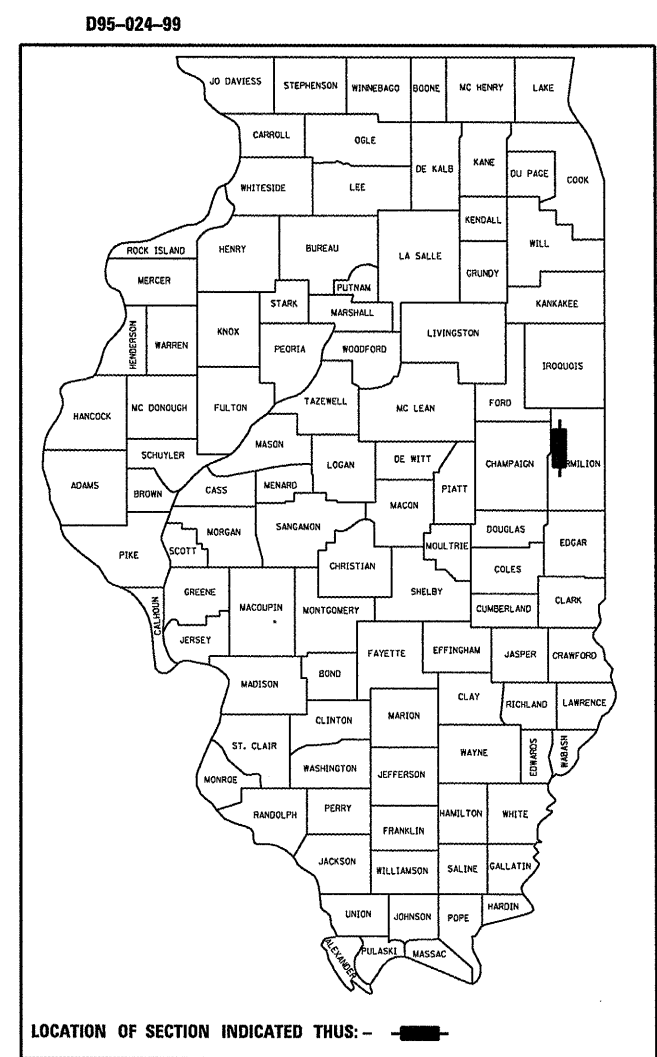 D95-024-99
JO DAVIESS STEPHENSON WINNEBAGO BOONE MC HENRY LAKE
CARROLL OGLE
DE KALB KANE DU PAGE COOK
WHITESIDE LEE
KENDALL
ROCK ISLAND HENRY BUREAU LA SALLE WILL
MERCER PUTNAM GRUNDY
STARK MARSHALL KANKAKEE
HENDERSON WARREN KNOX PEORIA WOODFORD LIVINGSTON
IROQUOIS
HANCOCK MC DONOUGH FULTON TAZEWELL MC LEAN FORD
MASON
SCHUYLER LOGAN DE WITT CHAMPAIGN RMILION
ADAMS BROWN CASS MENARD PIATT
MACON
MORGAN SANGAMON DOUGLAS
PIKE SCOTT CHRISTIAN MOULTRIE EDGAR
COLES
CALHOUN GREENE MACOUPIN MONTGOMERY SHELBY
CUMBERLAND CLARK
JERSEY
FAYETTE EFFINGHAM JASPER CRAWFORD
MADISON BOND
CLAY RICHLAND LAWRENCE
CLINTON MARION
ST. CLAIR WAYNE EDWARDS WABASH
WASHINGTON JEFFERSON
MONROE
RANDOLPH PERRY HAMILTON WHITE
FRANKLIN
JACKSON WILLIAMSON SALINE GALLATIN
UNION JOHNSON POPE HARDIN
ALEXANDER PULASKI MASSAC
LOCATION OF SECTION INDICATED THUS: –